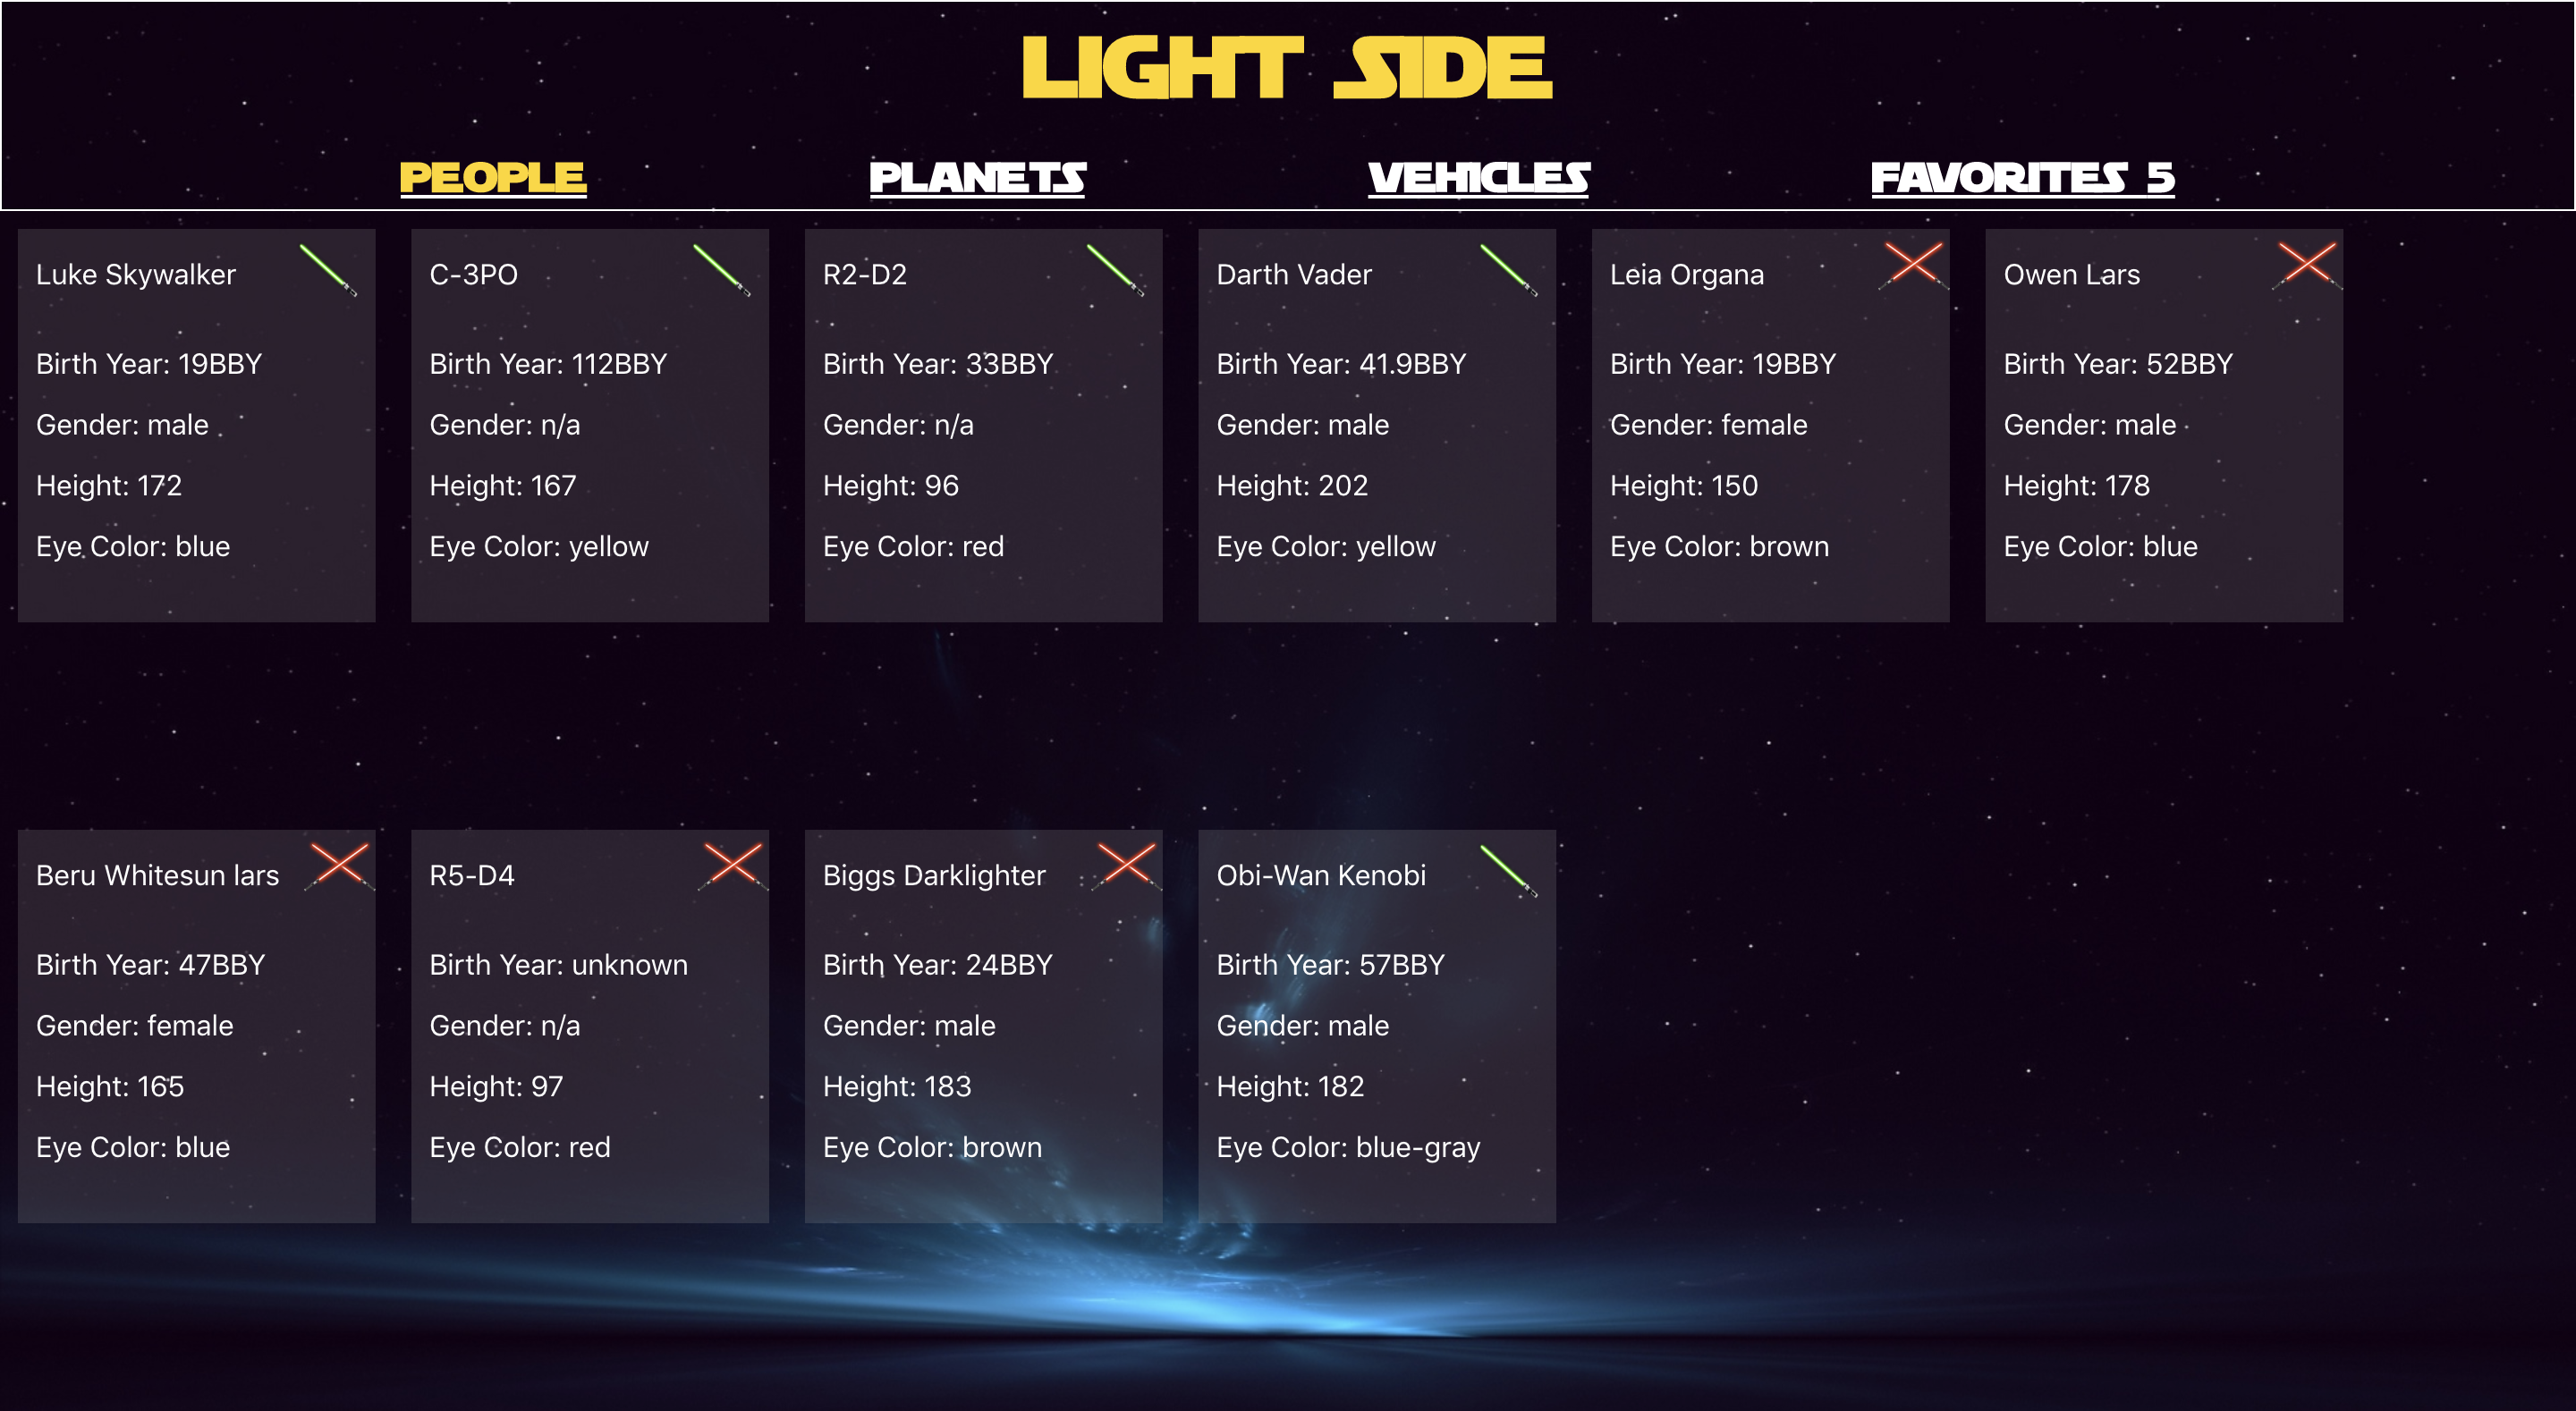 LIGHT SIDE
PEOPLE PLANETS VEHICLES FAVORITES 5
Luke Skywalker
Birth Year: 19BBY
Gender: male
Height: 172
Eye Color: blue
C-3PO
Birth Year: 112BBY
Gender: n/a
Height: 167
Eye Color: yellow
R2-D2
Birth Year: 33BBY
Gender: n/a
Height: 96
Eye Color: red
Darth Vader
Birth Year: 41.9BBY
Gender: male
Height: 202
Eye Color: yellow
Leia Organa
Birth Year: 19BBY
Gender: female
Height: 150
Eye Color: brown
Owen Lars
Birth Year: 52BBY
Gender: male
Height: 178
Eye Color: blue
Beru Whitesun lars
Birth Year: 47BBY
Gender: female
Height: 165
Eye Color: blue
R5-D4
Birth Year: unknown
Gender: n/a
Height: 97
Eye Color: red
Biggs Darklighter
Birth Year: 24BBY
Gender: male
Height: 183
Eye Color: brown
Obi-Wan Kenobi
Birth Year: 57BBY
Gender: male
Height: 182
Eye Color: blue-gray